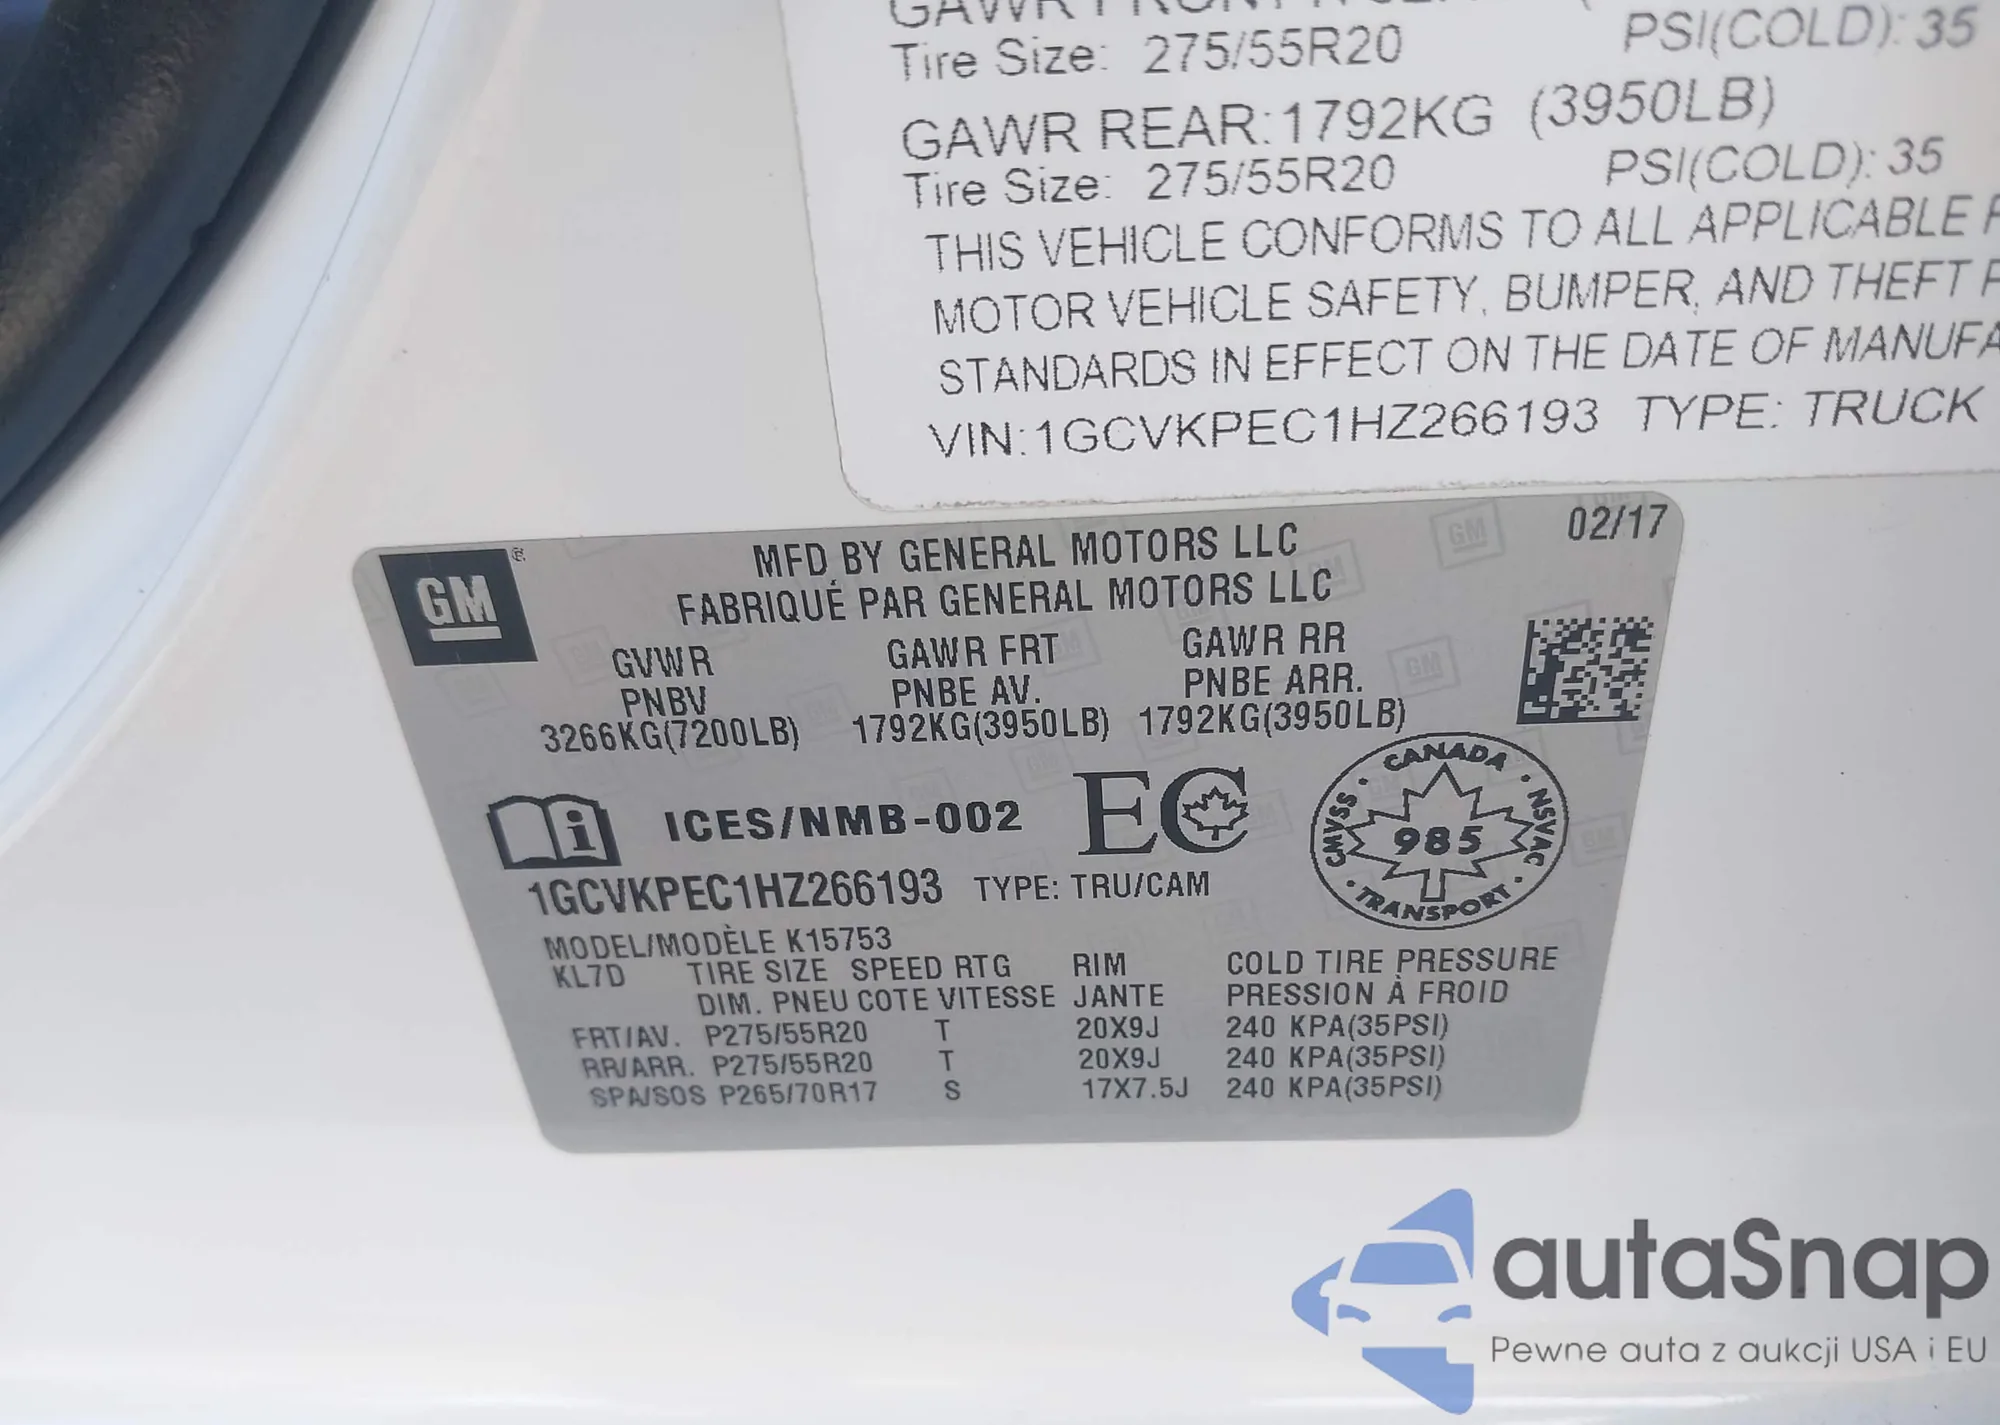 GAWR FRONT
Tire Size: 275/55R20 PSI(COLD): 35
GAWR REAR: 1792KG (3950LB)
Tire Size: 275/55R20 PSI(COLD): 35
THIS VEHICLE CONFORMS TO ALL APPLICABLE F
MOTOR VEHICLE SAFETY, BUMPER, AND THEFT P
STANDARDS IN EFFECT ON THE DATE OF MANUFA
VIN: 1GCVKPEC1HZ266193 TYPE: TRUCK
02/17
GM®
MFD BY GENERAL MOTORS LLC
FABRIQUÉ PAR GENERAL MOTORS LLC
GVWR GAWR FRT GAWR RR
PNBV PNBE AV. PNBE ARR.
3266KG(7200LB) 1792KG(3950LB) 1792KG(3950LB)
i ICES/NMB-002 EC
CANADA
CMVSS 985 NSVAC
TRANSPORT
1GCVKPEC1HZ266193 TYPE: TRU/CAM
MODEL/MODÈLE K15753
KL7D TIRE SIZE SPEED RTG RIM COLD TIRE PRESSURE
DIM. PNEU COTE VITESSE JANTE PRESSION À FROID
FRT/AV. P275/55R20 T 20X9J 240 KPA(35PSI)
RR/ARR. P275/55R20 T 20X9J 240 KPA(35PSI)
SPA/SOS P265/70R17 S 17X7.5J 240 KPA(35PSI)
autaSnap
Pewne auta z aukcji USA i EU